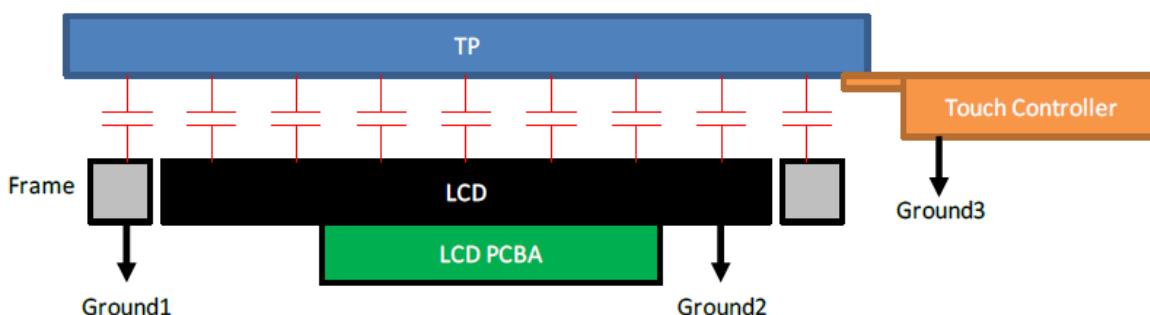 TP
Touch Controller
Frame
LCD
Ground3
LCD PCBA
Ground1
Ground2